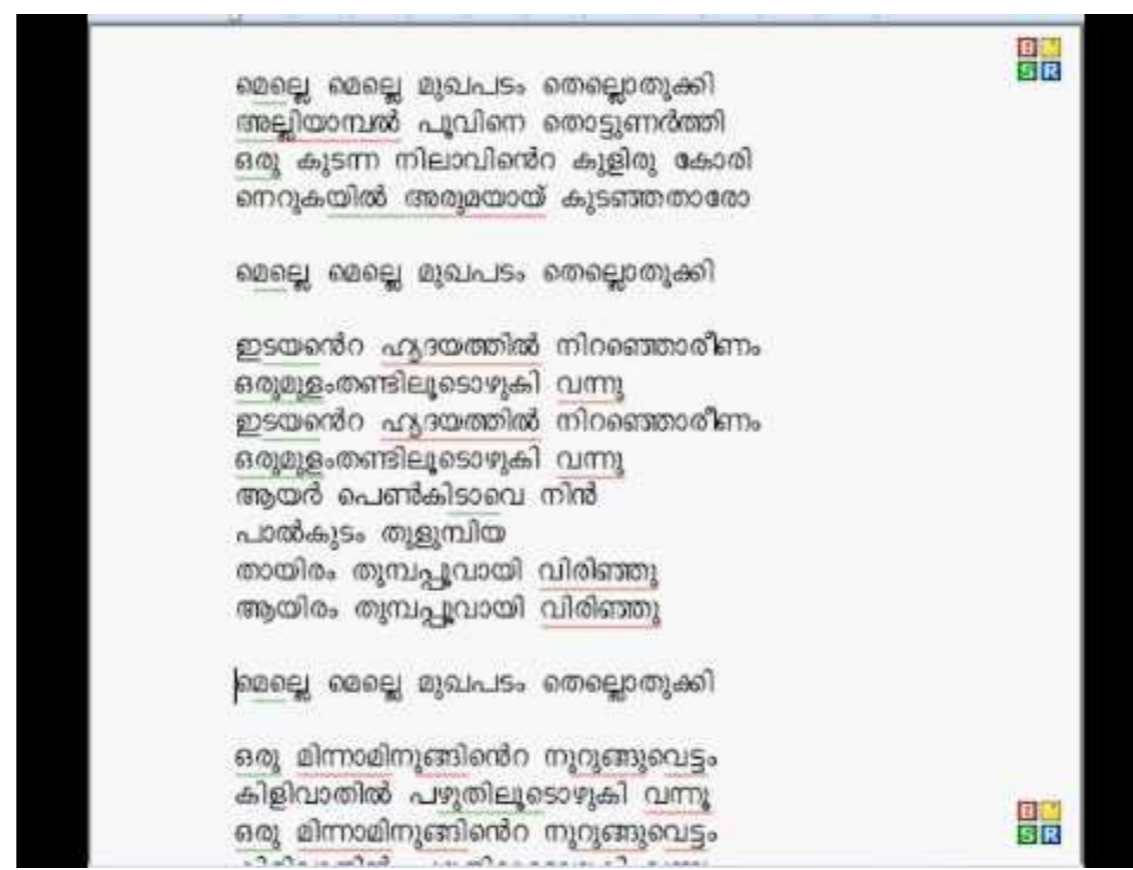 മെല്ലെ മെല്ലെ മുഖപടം തെല്ലൊതുക്കി
അല്ലിയാമ്പൽ പൂവിനെ തൊട്ടുണർത്തി
ഒരു കുടന്ന നിലാവിൻെറ കുളിരു കോരി
നെറുകയിൽ അരുമയായ് കുടഞ്ഞതാരോ
മെല്ലെ മെല്ലെ മുഖപടം തെല്ലൊതുക്കി
ഇടയൻെറ ഹൃദയത്തിൽ നിറഞ്ഞൊരീണം
ഒരുമുളംതണ്ടിലൂടൊഴുകി വന്നു
ഇടയൻെറ ഹൃദയത്തിൽ നിറഞ്ഞൊരീണം
ഒരുമുളംതണ്ടിലൂടൊഴുകി വന്നു
ആയർ പെൺകിടാവെ നിൻ
പാൽകുടം തുളുമ്പിയ
തായിരം തുമ്പപ്പൂവായി വിരിഞ്ഞു
ആയിരം തുമ്പപ്പൂവായി വിരിഞ്ഞു
മെല്ലെ മെല്ലെ മുഖപടം തെല്ലൊതുക്കി
ഒരു മിന്നാമിനുങ്ങിൻെറ നുറുങ്ങുവെട്ടം
കിളിവാതിൽ പഴുതിലൂടൊഴുകി വന്നൂ
ഒരു മിന്നാമിനുങ്ങിൻെറ നുറുങ്ങുവെട്ടം